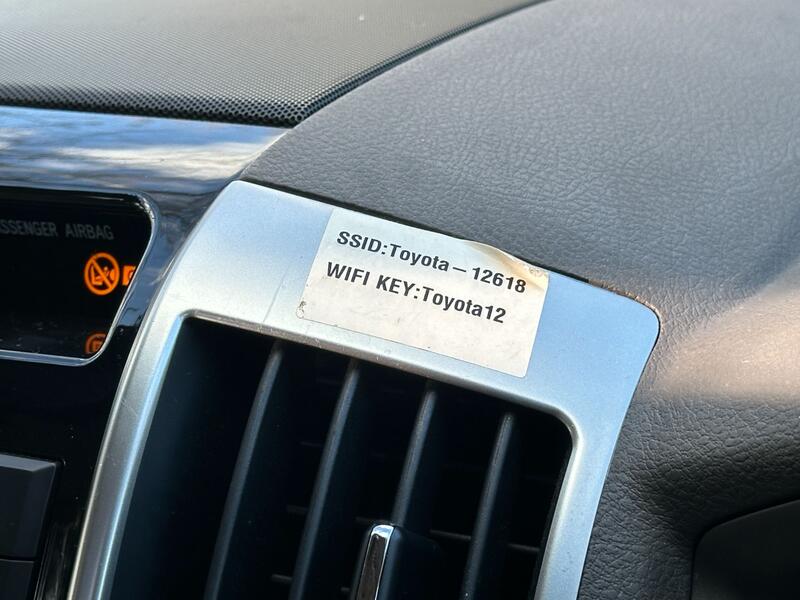 SSENGER AIRBAG
SSID:Toyota–12618
WIFI KEY:Toyota12